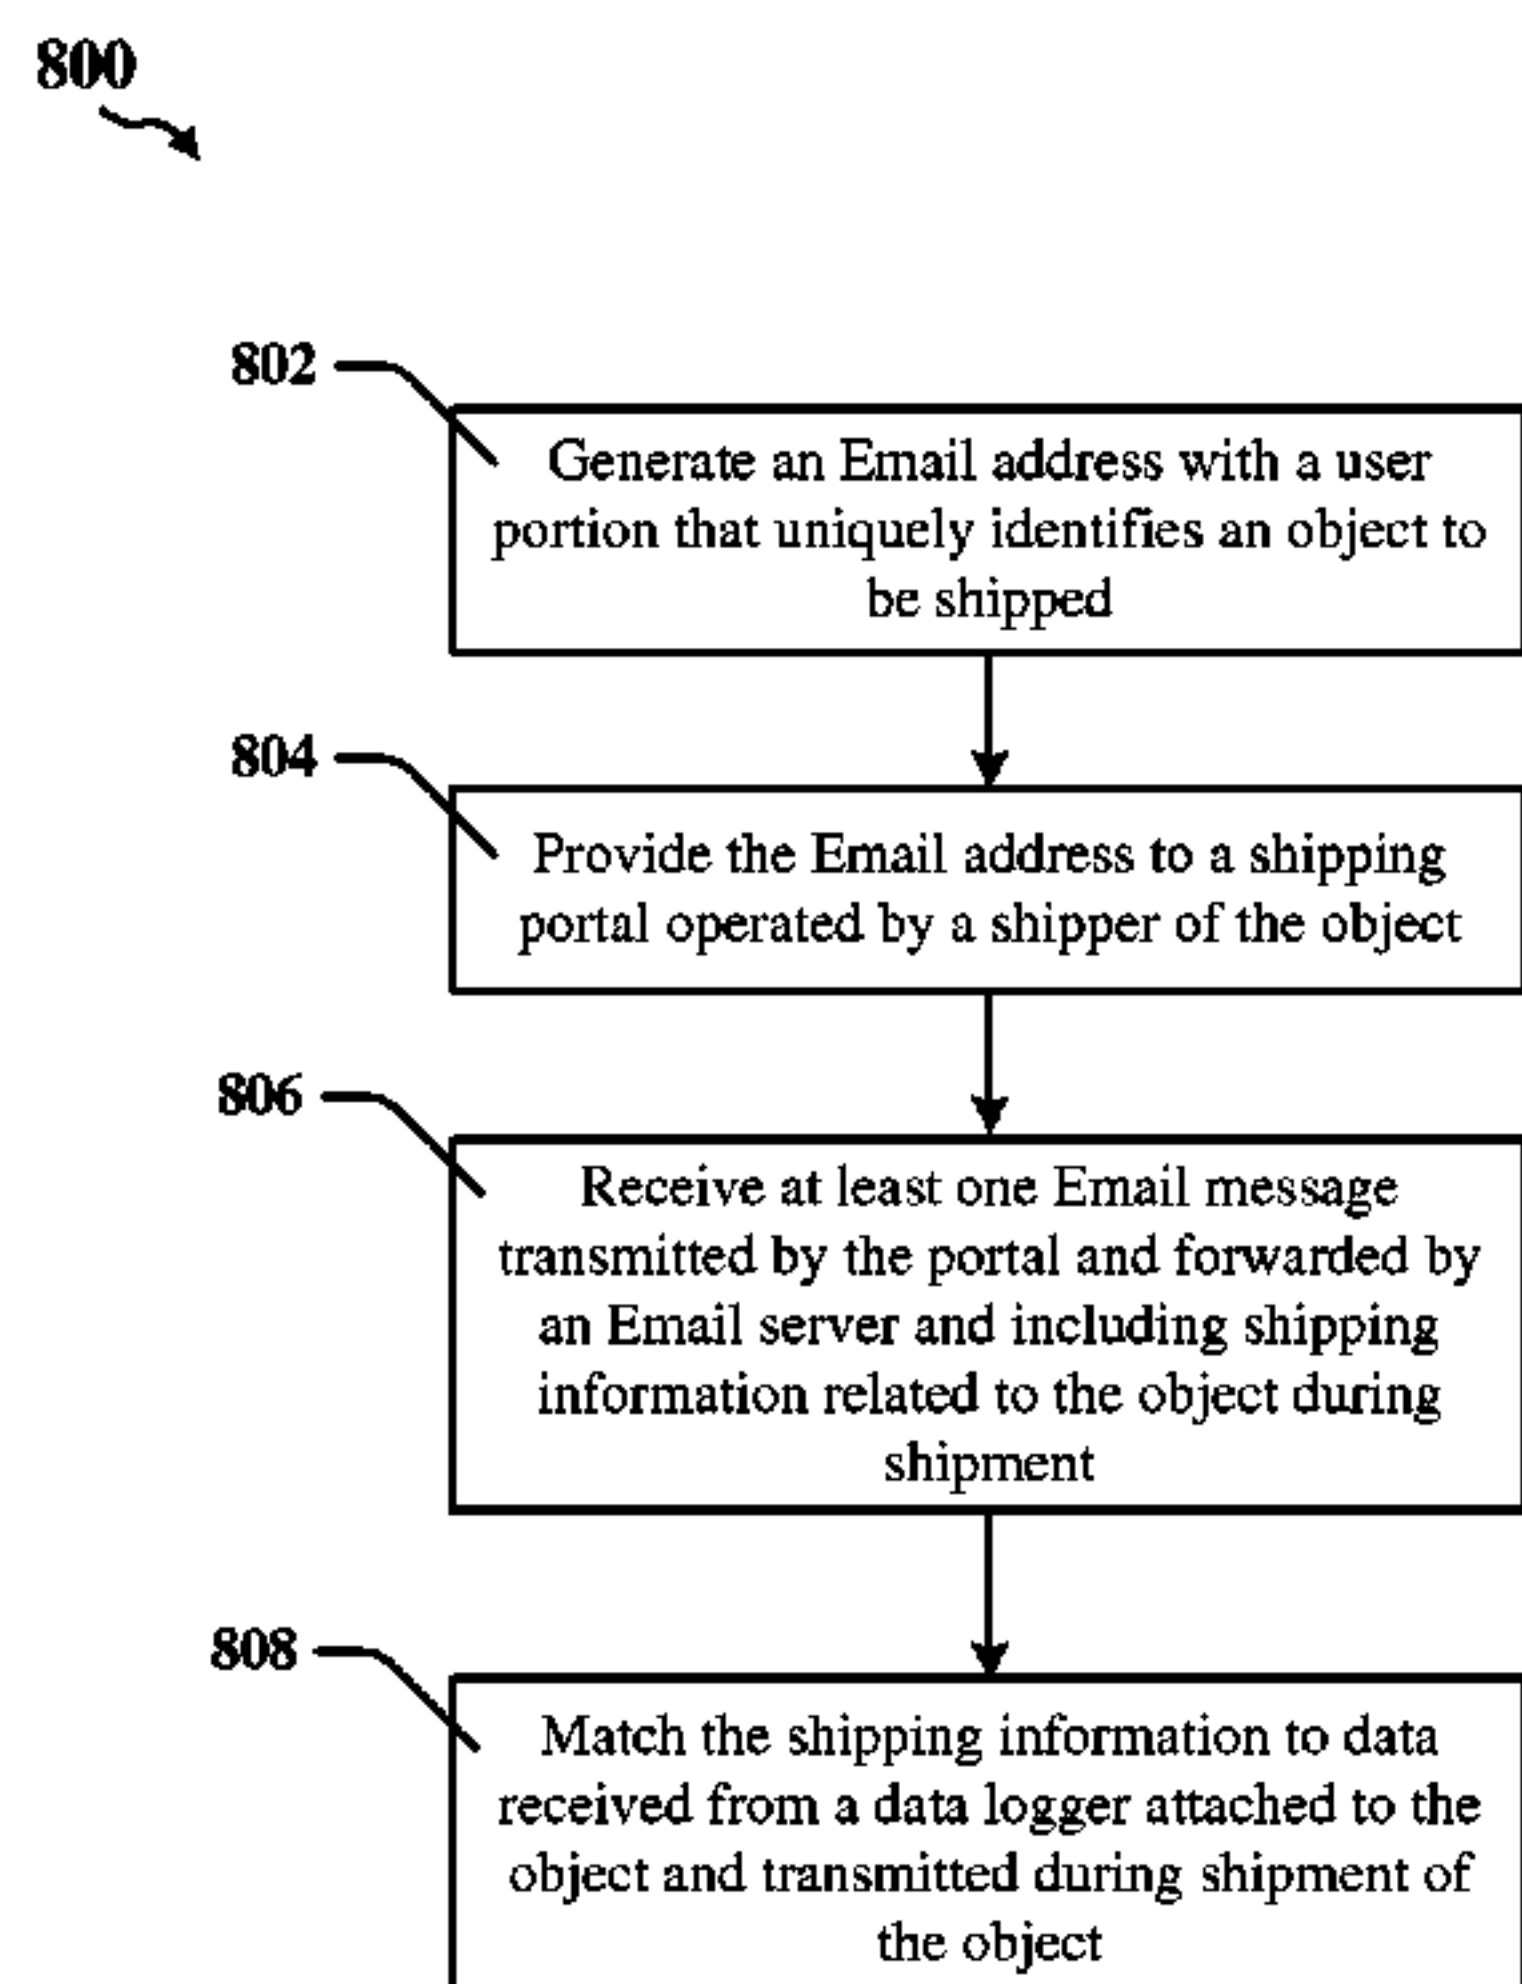 800
802
Generate an Email address with a user
portion that uniquely identifies an object to
be shipped
804
Provide the Email address to a shipping
portal operated by a shipper of the object
806
Receive at least one Email message
transmitted by the portal and forwarded by
an Email server and including shipping
information related to the object during
shipment
808
Match the shipping information to data
received from a data logger attached to the
object and transmitted during shipment of
the object